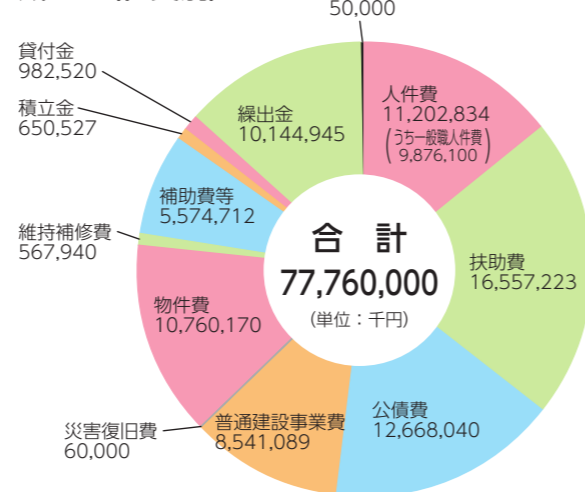 50,000
貸付金
982,520
積立金
650,527
繰出金
10,144,945
人件費
11,202,834
(うち一般職人件費
9,876,100)
補助費等
5,574,712
維持補修費
567,940
合 計
77,760,000
(単位:千円)
扶助費
16,557,223
物件費
10,760,170
公債費
12,668,040
普通建設事業費
8,541,089
災害復旧費
60,000